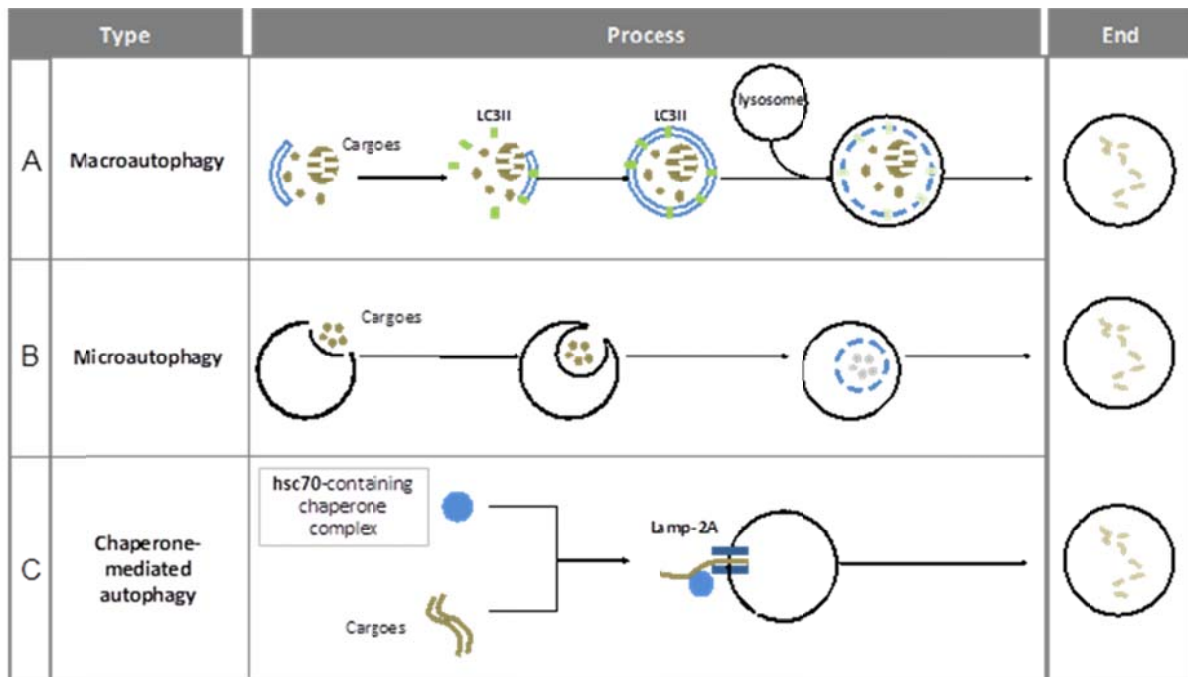 Type Process End
A Macroautophagy
Cargoes
LC3II
LC3II
lysosome
B Microautophagy
Cargoes
C Chaperone-
mediated
autophagy
hsc70-containing
chaperone
complex
Cargoes
Lamp-2A